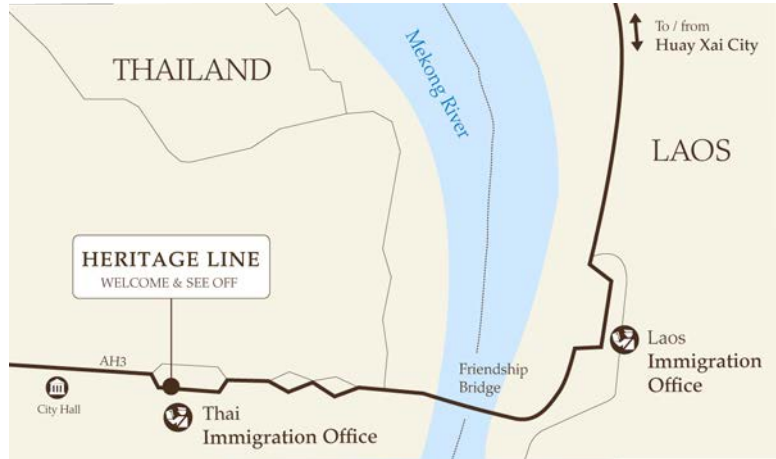 To / from
Huay Xai City
THAILAND
Mekong River
LAOS
HERITAGE LINE
WELCOME & SEE OFF
AH3
City Hall
Thai
Immigration Office
Friendship
Bridge
Laos
Immigration
Office